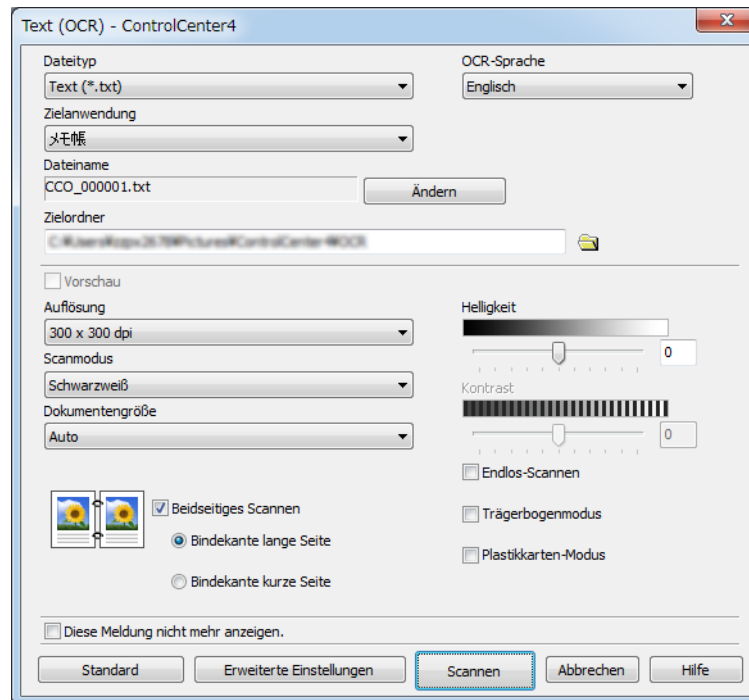 Text (OCR) - ControlCenter4
Dateityp
Text (*.txt)
OCR-Sprache
Englisch
Zielanwendung
メモ帳
Dateiname
CCO_000001.txt
Ändern
Zielordner
Vorschau
Auflösung
300 x 300 dpi
Scanmodus
Schwarzweiß
Dokumentengröße
Auto
Helligkeit
0
Kontrast
0
Beidseitiges Scannen
Bindekante lange Seite
Bindekante kurze Seite
Endlos-Scannen
Trägerbogenmodus
Plastikkarten-Modus
Diese Meldung nicht mehr anzeigen.
Standard
Erweiterte Einstellungen
Scannen
Abbrechen
Hilfe